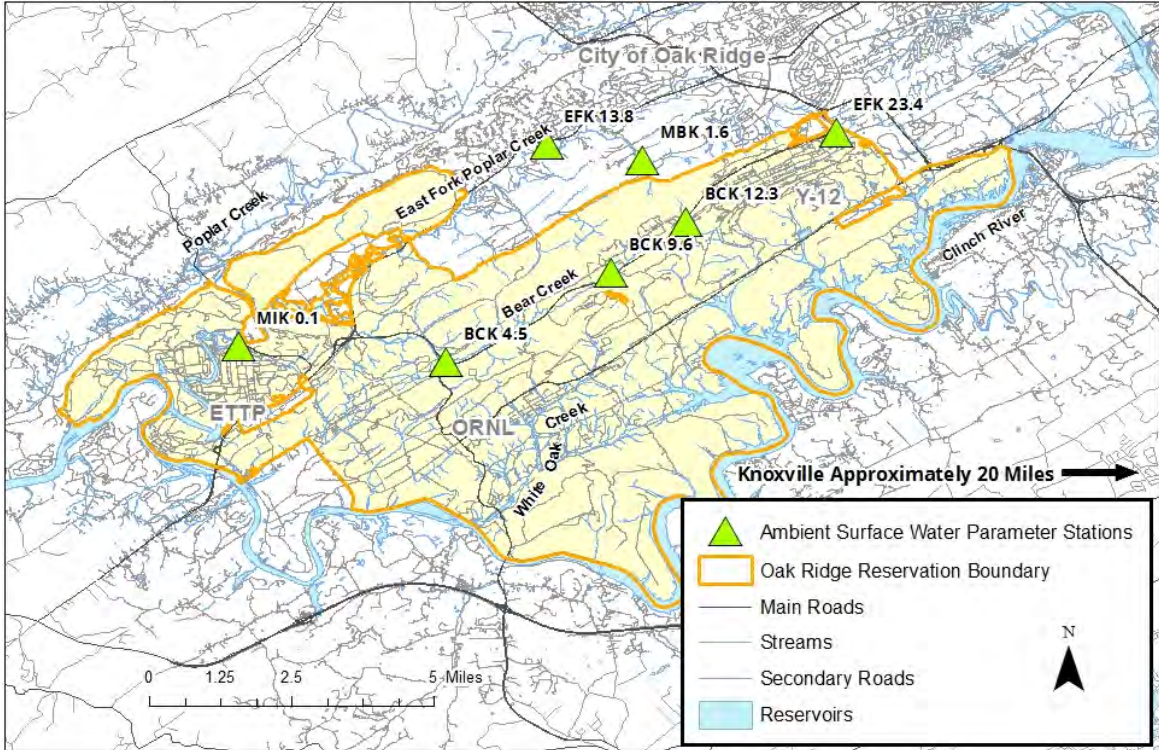 City of Oak Ridge
EFK 23.4
EFK 13.8
MBK 1.6
East Fork Poplar Creek
BCK 12.3
Y-12
Poplar Creek
BCK 9.6
Clinch River
Bear Creek
MIK 0.1
BCK 4.5
ETTP
ORNL
White Oak Creek
Knoxville Approximately 20 Miles
Ambient Surface Water Parameter Stations
Oak Ridge Reservation Boundary
Main Roads
Streams
Secondary Roads
Reservoirs
N
0 1.25 2.5 5 Miles